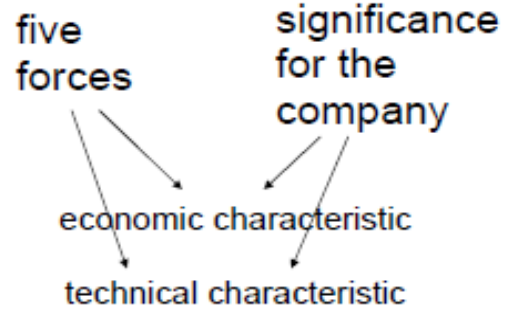 five
forces
significance
for the
company
economic characteristic
technical characteristic